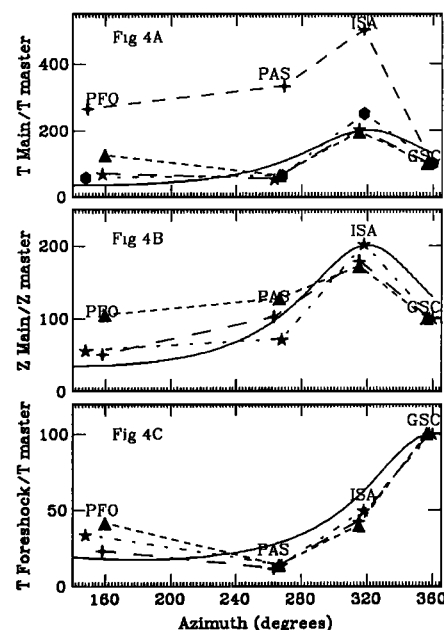 Fig 4A
ISA
PFO
PAS
GSC
T Main/T master
400
200
0
Fig 4B
ISA
PFO
PAS
GSC
Z Main/Z master
200
100
0
Fig 4C
GSC
PFO
ISA
PAS
T Foreshock/T master
100
50
0
160 200 240 280 320 360
Azimuth (degrees)